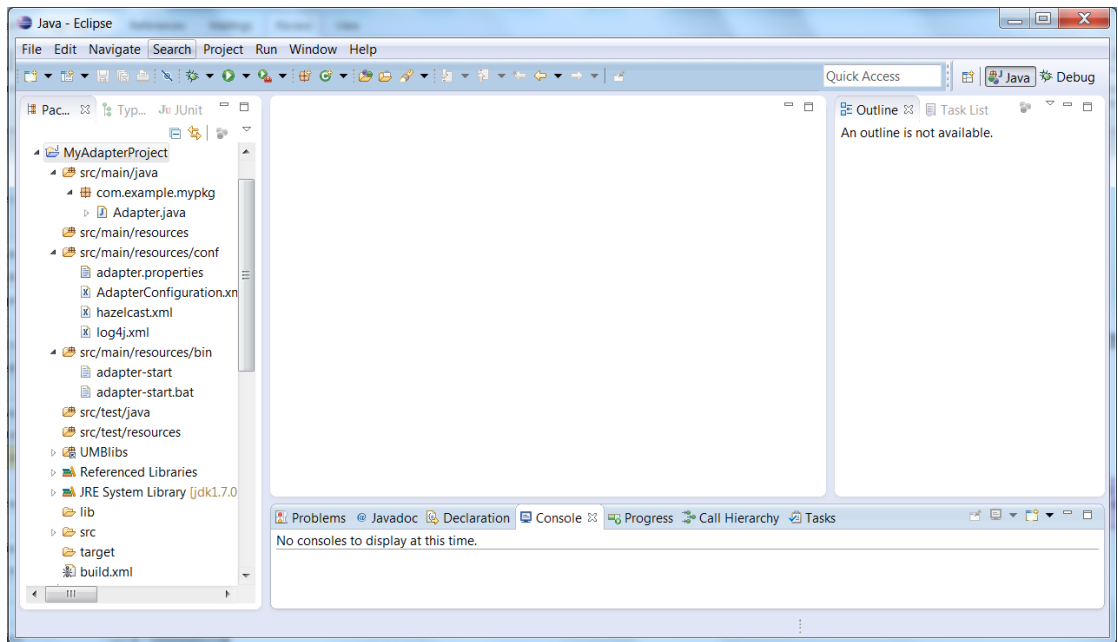 Java - Eclipse
File Edit Navigate Search Project Run Window Help
Quick Access Java Debug
Pac... Typ... Ju JUnit
MyAdapterProject
src/main/java
com.example.mypkg
Adapter.java
src/main/resources
src/main/resources/conf
adapter.properties
AdapterConfiguration.xn
hazelcast.xml
log4j.xml
src/main/resources/bin
adapter-start
adapter-start.bat
src/test/java
src/test/resources
UMBlibs
Referenced Libraries
JRE System Library [jdk1.7.0
lib
src
target
build.xml
Outline Task List
An outline is not available.
Problems @ Javadoc Declaration Console Progress Call Hierarchy Tasks
No consoles to display at this time.